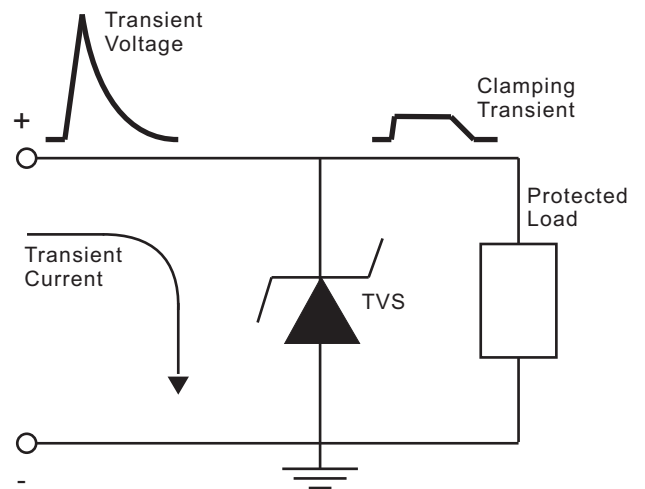 Transient
Voltage
Clamping
Transient
+
Protected
Load
Transient
Current
TVS
-